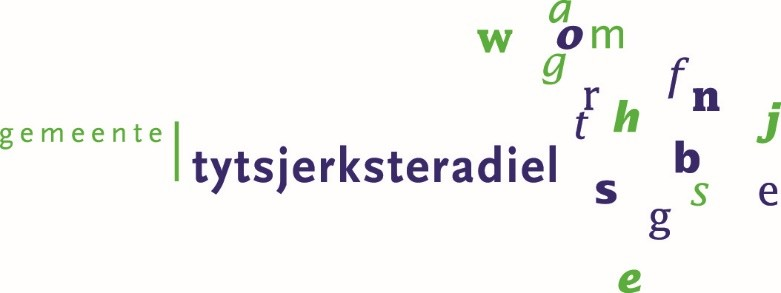 gemeente
tytsjerksteradiel
a
w o m
g
f
r n
t h j
b
s s e
g
e